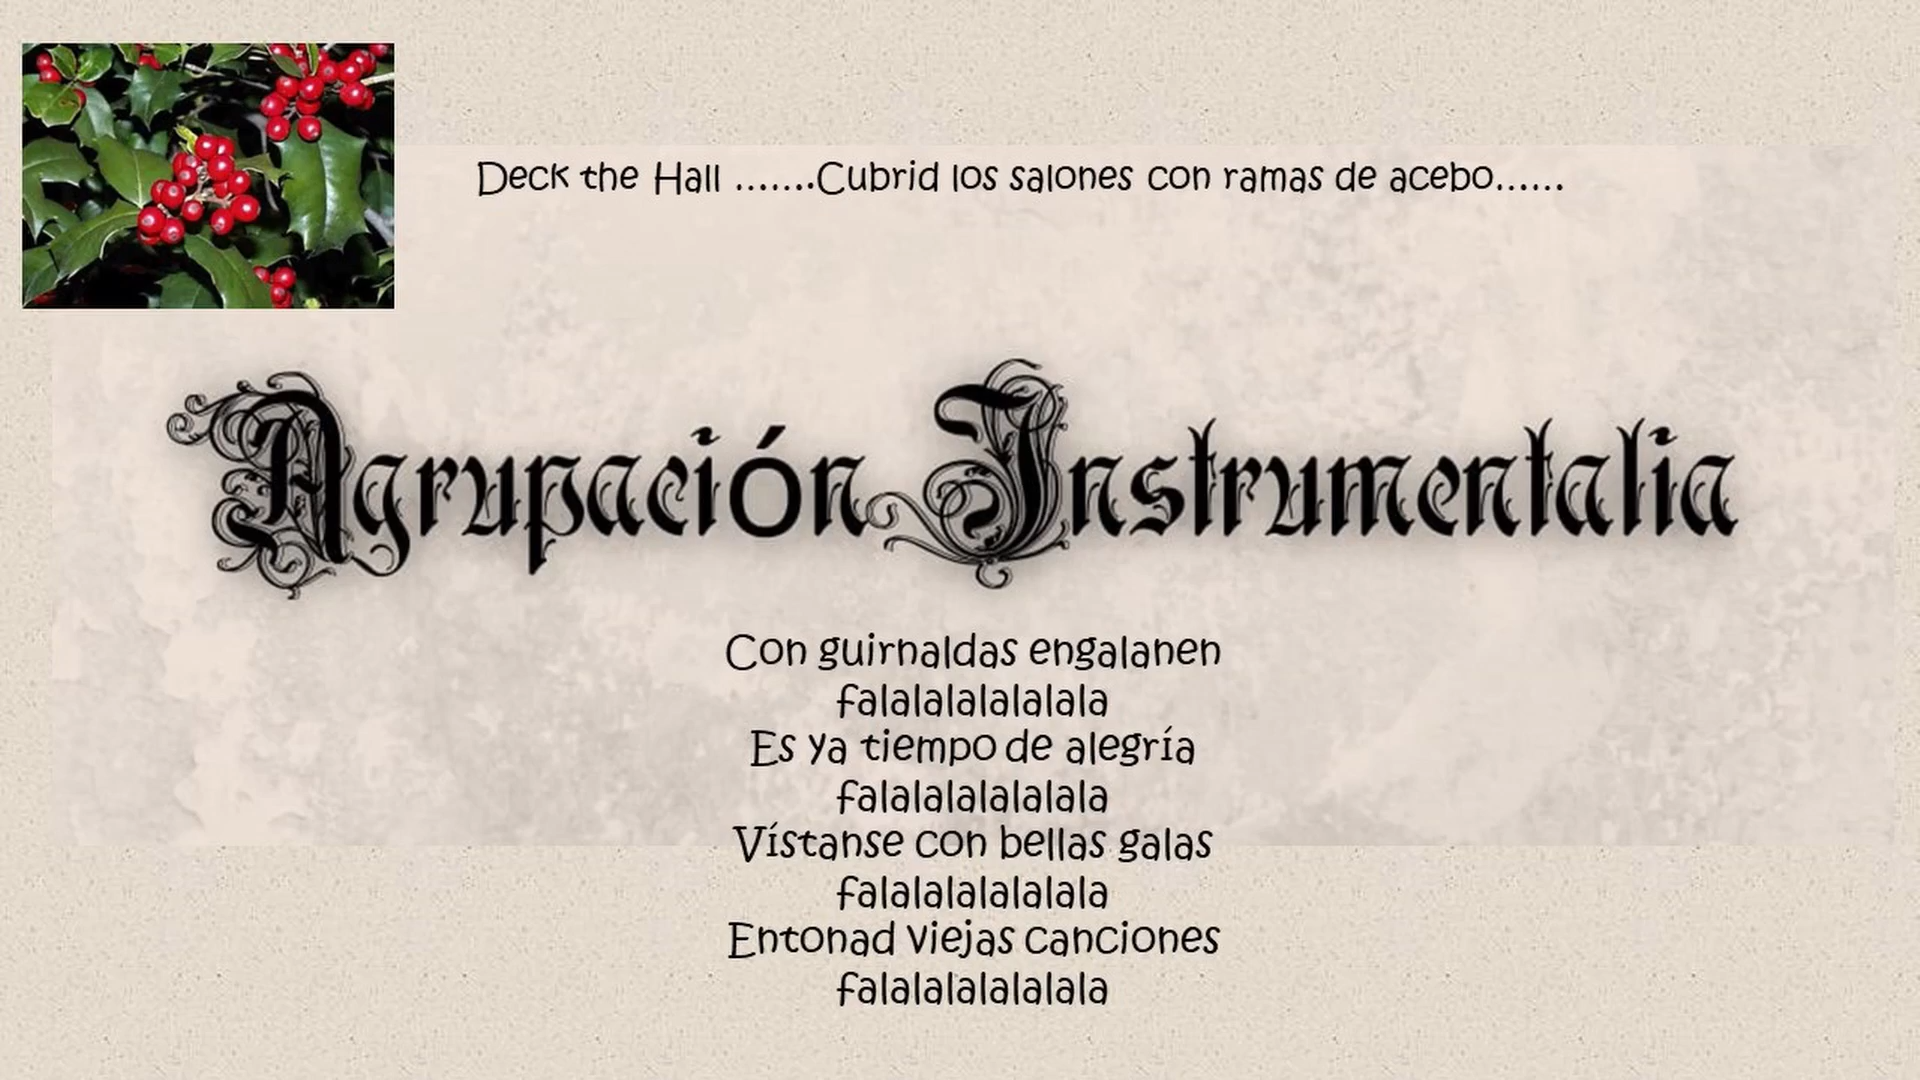 Deck the Hall .......Cubrid los salones con ramas de acebo......
Agrupación Instrumentalia
Con guirnaldas engalanen
falalalalalalala
Es ya tiempo de alegría
falalalalalalala
Vístanse con bellas galas
falalalalalalala
Entonad viejas canciones
falalalalalalala